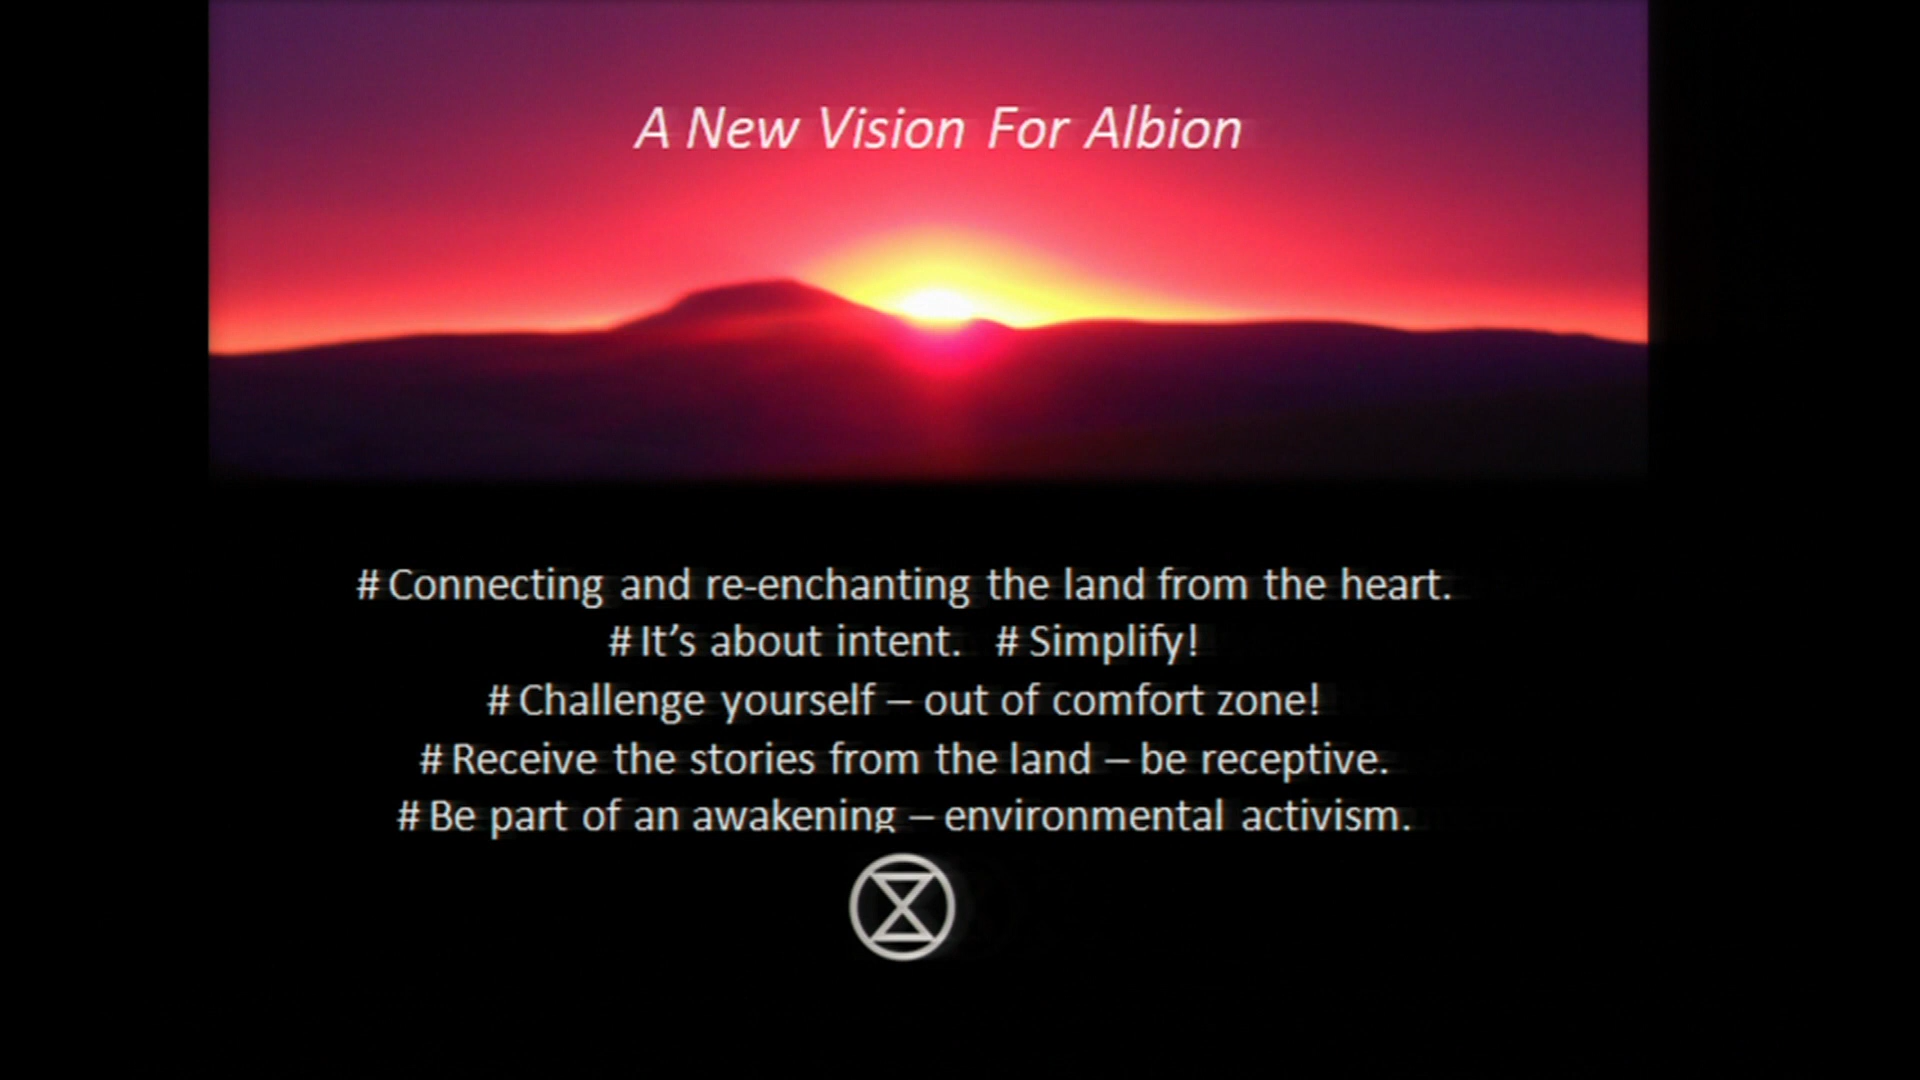 A New Vision For Albion
# Connecting and re-enchanting the land from the heart.
# It’s about intent. # Simplify!
# Challenge yourself – out of comfort zone!
# Receive the stories from the land – be receptive.
# Be part of an awakening – environmental activism.